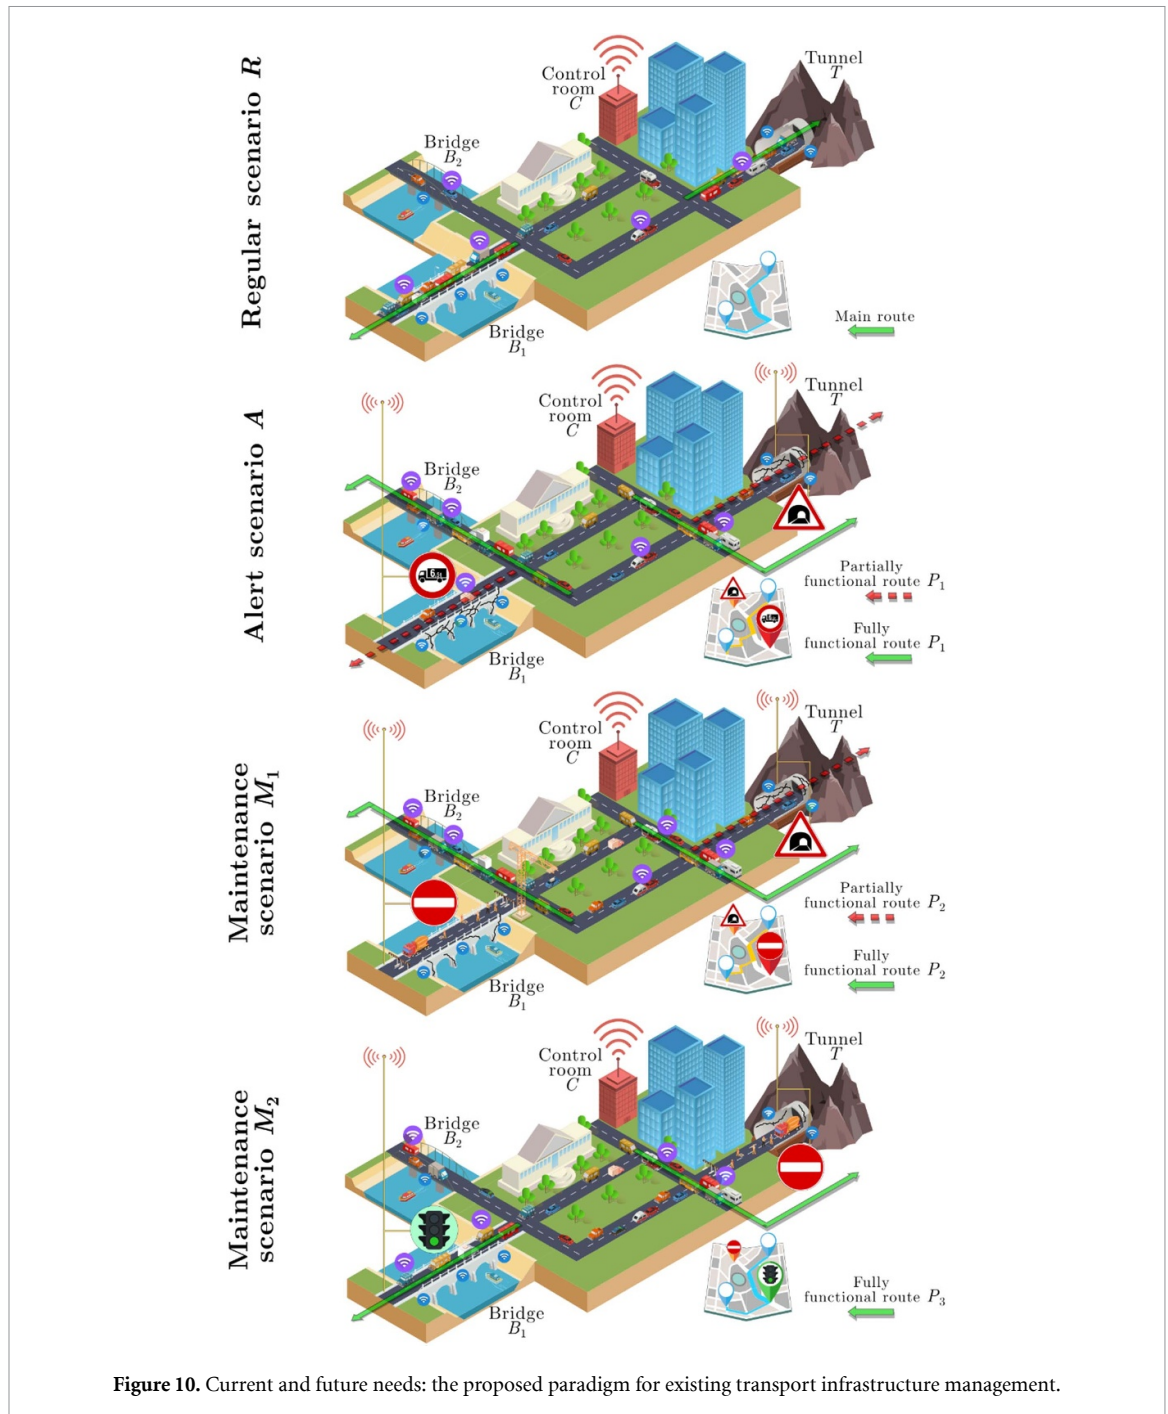 Regular scenario R
Control
room
C
Tunnel
T
Bridge
B₂
Bridge
B₁
Main route
Alert scenario A
Control
room
C
Tunnel
T
Bridge
B₂
Bridge
B₁
Partially
functional route P₁
Fully
functional route P₁
Maintenance
scenario M₁
Control
room
C
Tunnel
T
Bridge
B₂
Bridge
B₁
Partially
functional route P₂
Fully
functional route P₂
Maintenance
scenario M₂
Control
room
C
Tunnel
T
Bridge
B₂
Bridge
B₁
Fully
functional route P₃
Figure 10. Current and future needs: the proposed paradigm for existing transport infrastructure management.